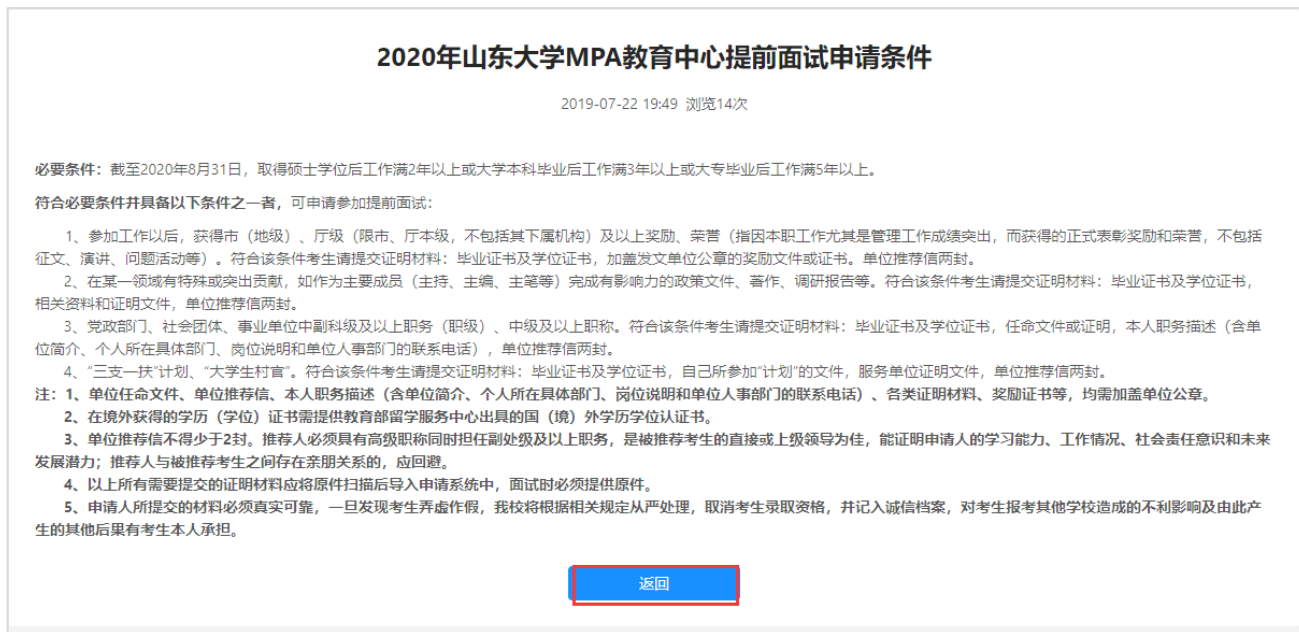 2020年山东大学MPA教育中心提前面试申请条件
2019-07-22 19:49 浏览14次
必要条件：截至2020年8月31日，取得硕士学位后工作满2年以上或大学本科毕业后工作满3年以上或大专毕业后工作满5年以上。
符合必要条件并具备以下条件之一者，可申请参加提前面试：
1、参加工作以后，获得市（地级）、厅级（限市、厅本级，不包括其下属机构）及以上奖励、荣誉（指因本职工作尤其是管理工作成绩突出，而获得的正式表彰奖励和荣誉，不包括
征文、演讲、问题活动等）。符合该条件考生请提交证明材料：毕业证书及学位证书，加盖发文单位公章的奖励文件或证书。单位推荐信两封。
2、在某一领域有特殊或突出贡献，如作为主要成员（主持、主编、主笔等）完成有影响力的政策文件、著作、调研报告等。符合该条件考生请提交证明材料：毕业证书及学位证书，
相关资料和证明文件，单位推荐信两封。
3、党政部门、社会团体、事业单位中副科级及以上职务（职级）、中级及以上职称。符合该条件考生请提交证明材料：毕业证书及学位证书，任命文件或证明，本人职务描述（含单
位简介、个人所在具体部门、岗位说明和单位人事部门的联系电话），单位推荐信两封。
4、“三支一扶”计划、“大学生村官”。符合该条件考生请提交证明材料：毕业证书及学位证书，自己所参加“计划”的文件，服务单位证明文件，单位推荐信两封。
注：1、单位任命文件、单位推荐信、本人职务描述（含单位简介、个人所在具体部门、岗位说明和单位人事部门的联系电话）、各类证明材料、奖励证书等，均需加盖单位公章。
2、在境外获得的学历（学位）证书需提供教育部留学服务中心出具的国（境）外学历学位认证书。
3、单位推荐信不得少于2封。推荐人必须具有高级职称同时担任副处级及以上职务，是被推荐考生的直接或上级领导为佳，能证明申请人的学习能力、工作情况、社会责任意识和未来
发展潜力；推荐人与被推荐考生之间存在亲朋关系的，应回避。
4、以上所有需要提交的证明材料应将原件扫描后导入申请系统中，面试时必须提供原件。
5、申请人所提交的材料必须真实可靠，一旦发现考生弄虚作假，我校将根据相关规定从严处理，取消考生录取资格，并记入诚信档案，对考生报考其他学校造成的不利影响及由此产
生的其他后果有考生本人承担。
返回